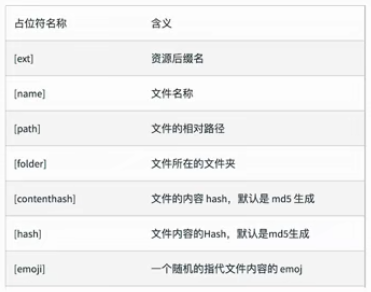 占位符名称 含义
[ext] 资源后缀名
[name] 文件名称
[path] 文件的相对路径
[folder] 文件所在的文件夹
[contenthash] 文件的内容 hash，默认是 md5 生成
[hash] 文件内容的Hash，默认是md5生成
[emoji] 一个随机的指代文件内容的 emoj